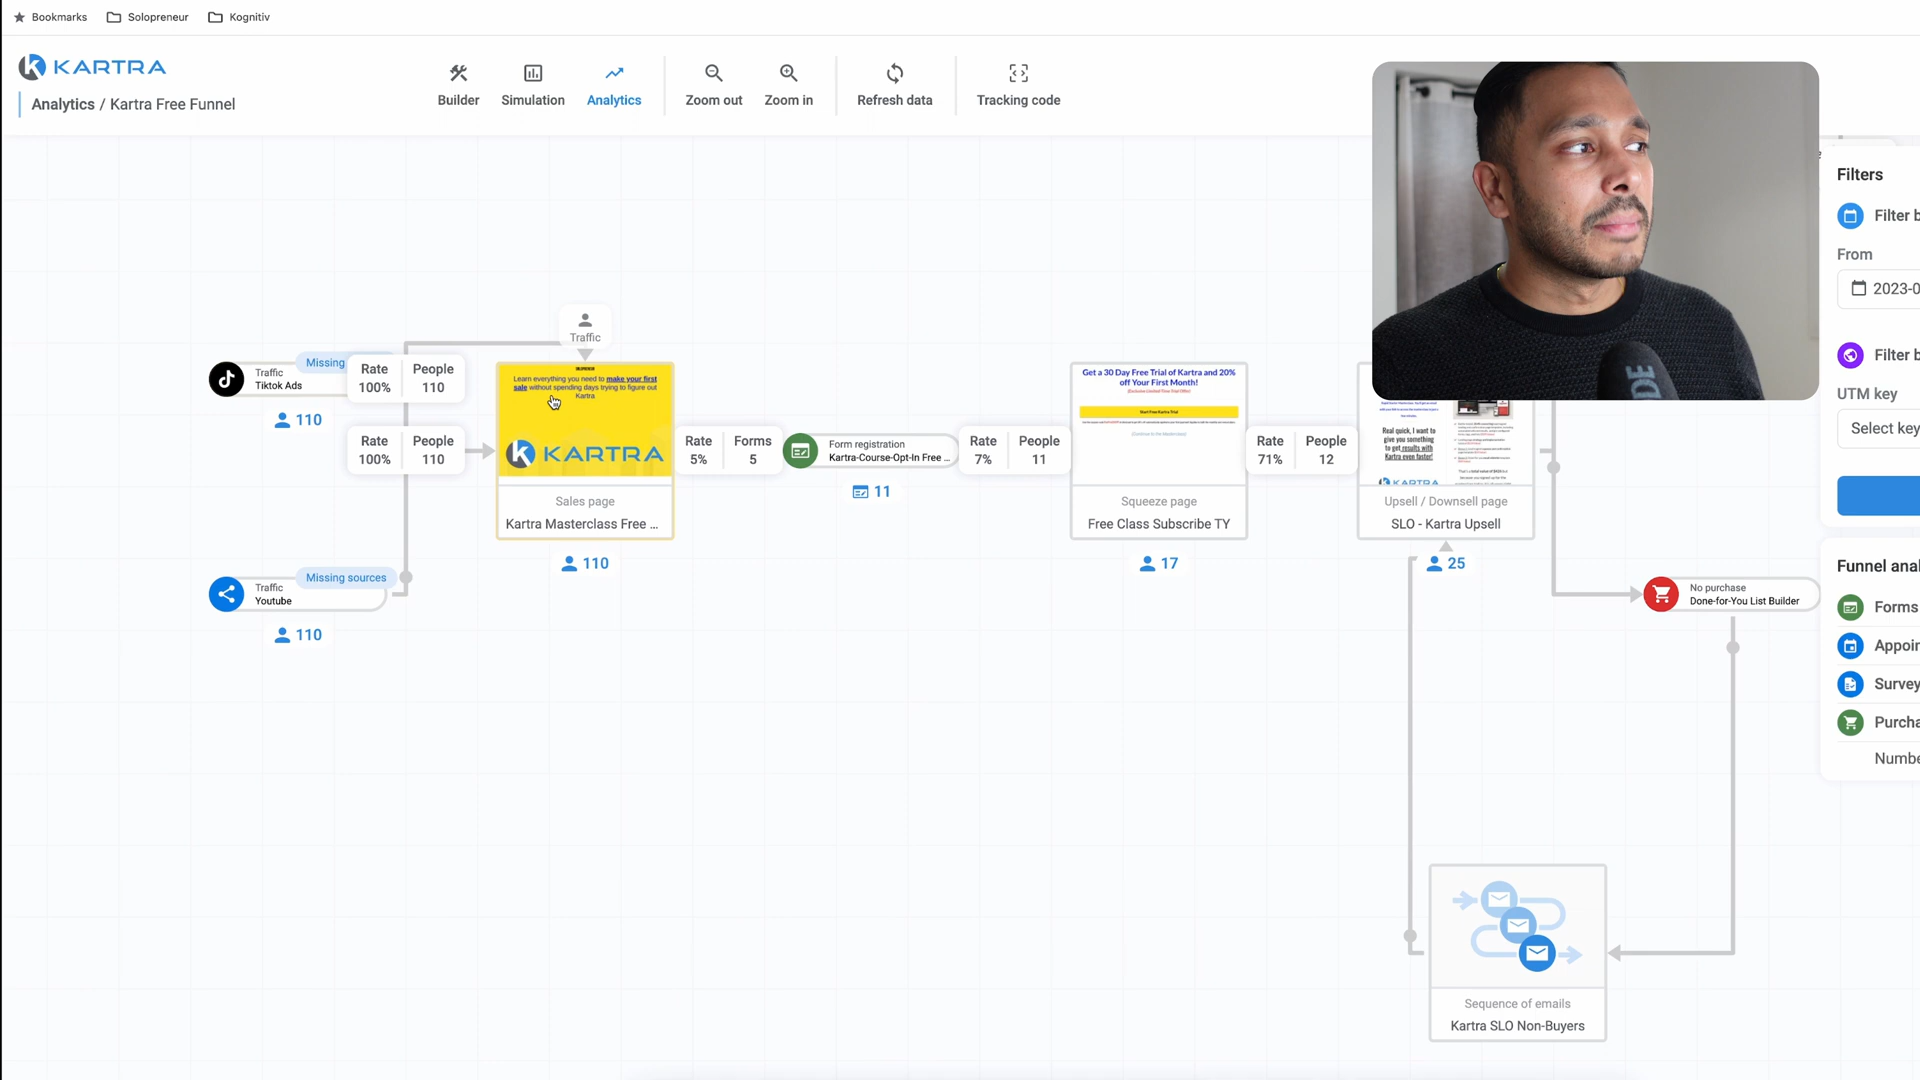 Bookmarks
Solopreneur
Kognitiv
KARTRA
Analytics / Kartra Free Funnel
Builder
Simulation
Analytics
Zoom out
Zoom in
Refresh data
Tracking code
Filters
Filter b
From
2023-0
Filter b
UTM key
Select key
Traffic
Traffic
Tiktok Ads
Missing
Rate
100%
People
110
110
Rate
100%
People
110
Learn everything you need to make your first
sale without spending days trying to figure out
Kartra
KARTRA
Sales page
Kartra Masterclass Free ...
110
Rate
5%
Forms
5
Form registration
Kartra-Course-Opt-In Free ...
11
Rate
7%
People
11
Get a 30 Day Free Trial of Kartra and 20%
off Your First Month!
Start Free Kartra Trial
Squeeze page
Free Class Subscribe TY
17
Rate
71%
People
12
Real quick, I want to
give you something
to get results with
Kartra even faster!
KARTRA
Upsell / Downsell page
SLO - Kartra Upsell
25
Traffic
Youtube
Missing sources
110
No purchase
Done-for-You List Builder
Funnel anal
Forms
Appoin
Survey
Purcha
Numbe
Sequence of emails
Kartra SLO Non-Buyers